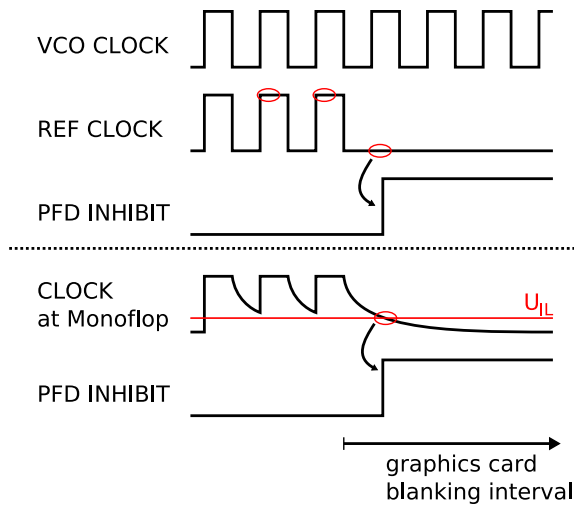 VCO CLOCK
REF CLOCK
PFD INHIBIT
CLOCK
at Monoflop
U_IL
PFD INHIBIT
graphics card
blanking interval